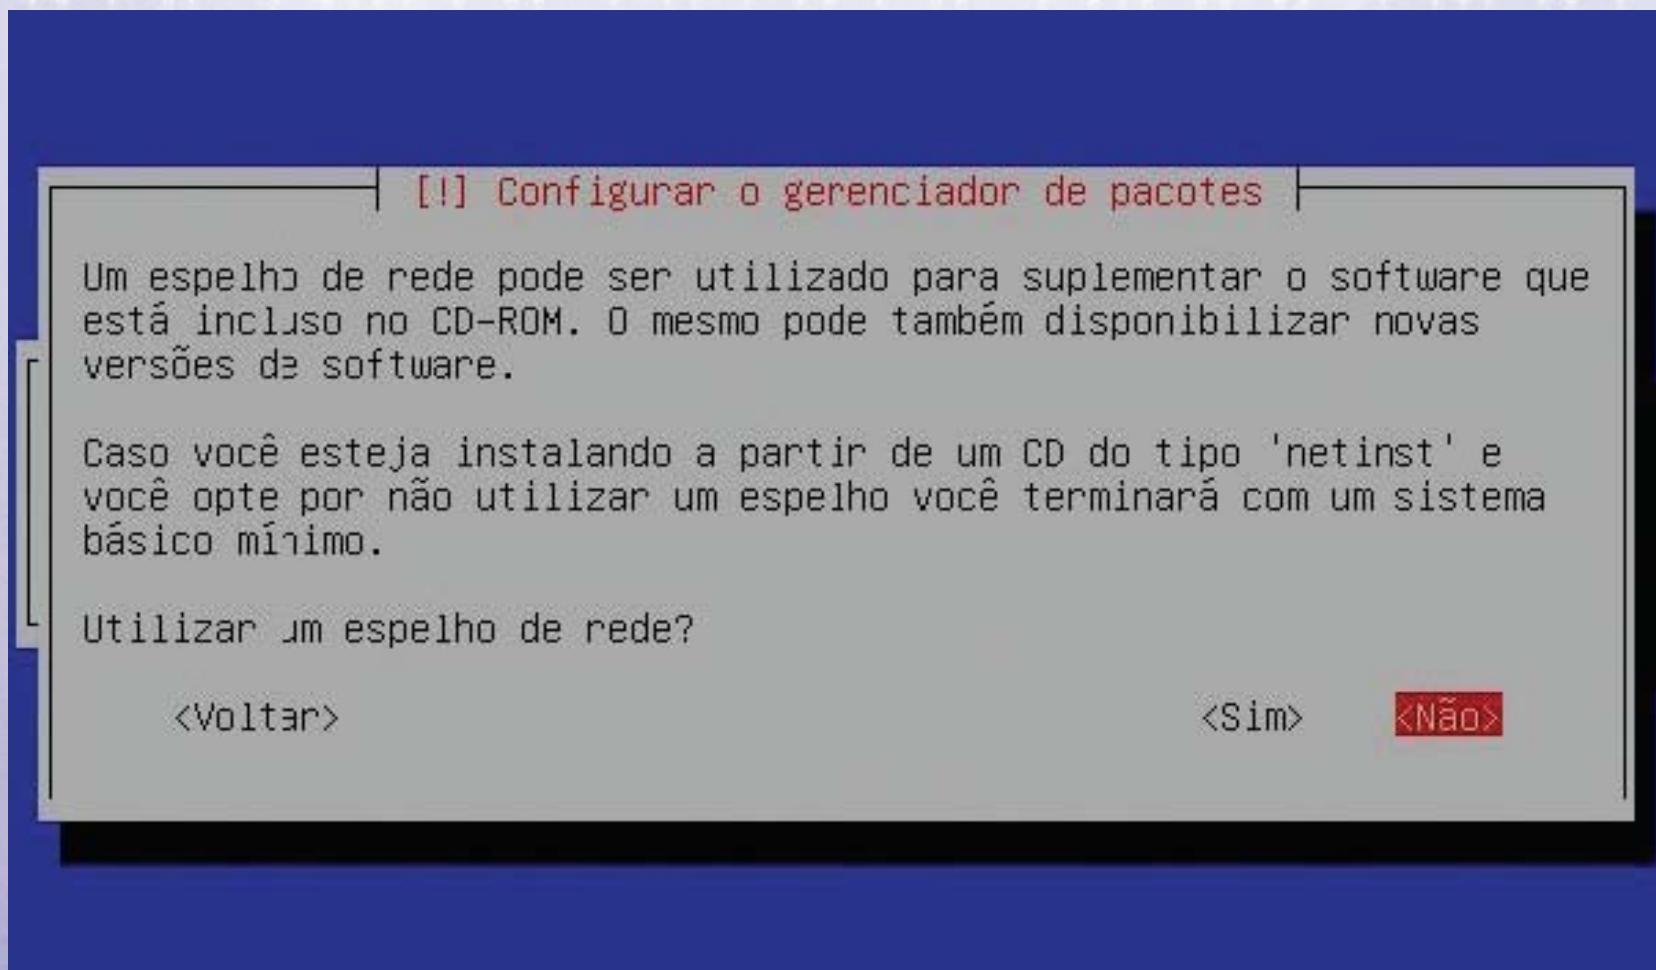 [!] Configurar o gerenciador de pacotes
Um espelho de rede pode ser utilizado para suplementar o software que
está incluso no CD-ROM. O mesmo pode também disponibilizar novas
versões de software.
Caso você esteja instalando a partir de um CD do tipo 'netinst' e
você opte por não utilizar um espelho você terminará com um sistema
básico mínimo.
Utilizar um espelho de rede?
<Voltar> <Sim> <Não>